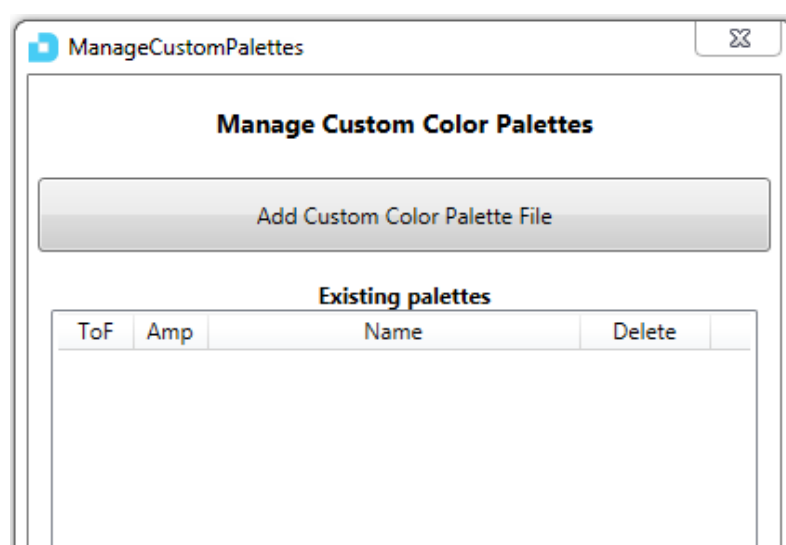 ManageCustomPalettes
Manage Custom Color Palettes
Add Custom Color Palette File
Existing palettes
ToF Amp Name Delete